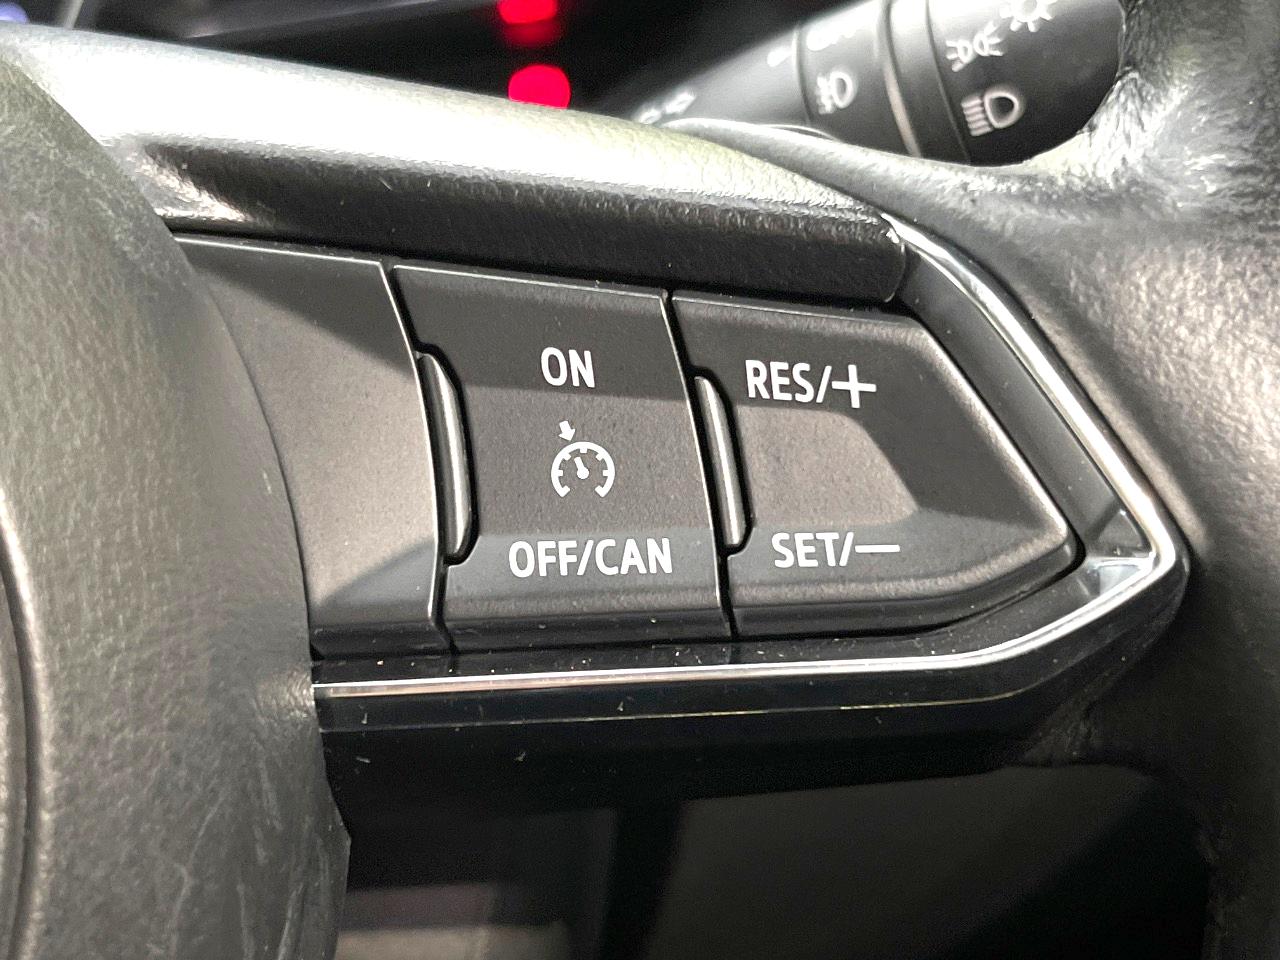 ON
RES/+
OFF/CAN
SET/—